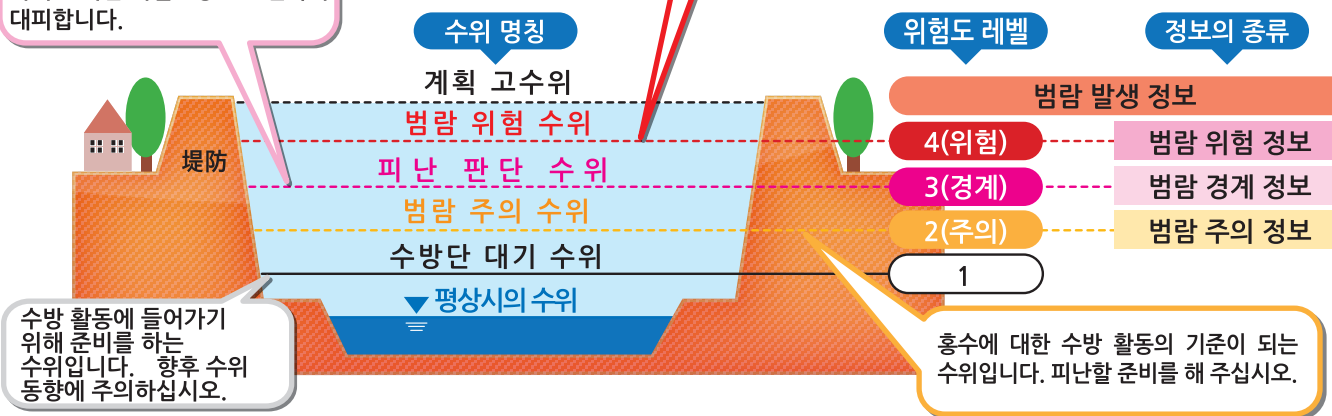 대피합니다.
수위 명칭
위험도 레벨
정보의 종류
계획 고수위
범람 발생 정보
범람 위험 수위
4(위험)
범람 위험 정보
堤防
피난 판단 수위
3(경계)
범람 경계 정보
범람 주의 수위
2(주의)
범람 주의 정보
수방단 대기 수위
1
평상시의 수위
수방 활동에 들어가기
위해 준비를 하는
수위입니다. 향후 수위
동향에 주의하십시오.
홍수에 대한 수방 활동의 기준이 되는
수위입니다. 피난할 준비를 해 주십시오.